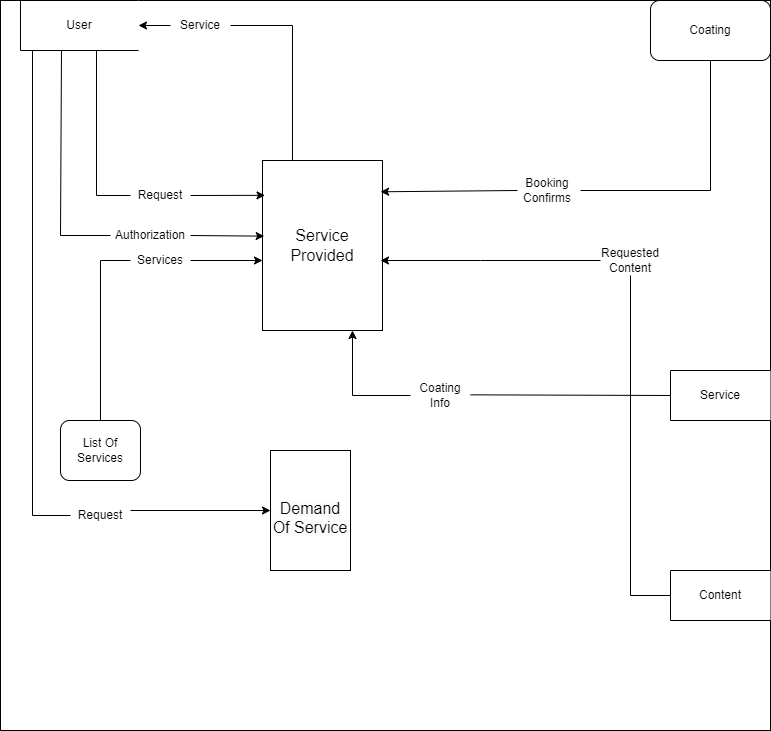 User
Service
Coating
Request
Booking
Confirms
Authorization
Service
Provided
Services
Requested
Content
Coating
Info
Service
List Of
Services
Request
Demand
Of Service
Content